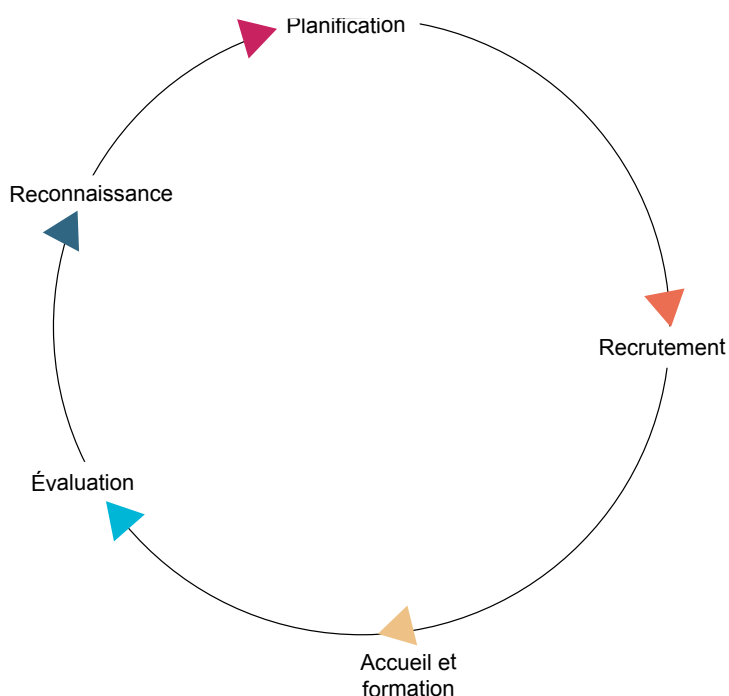 Planification
Recrutement
Accueil et
formation
Évaluation
Reconnaissance